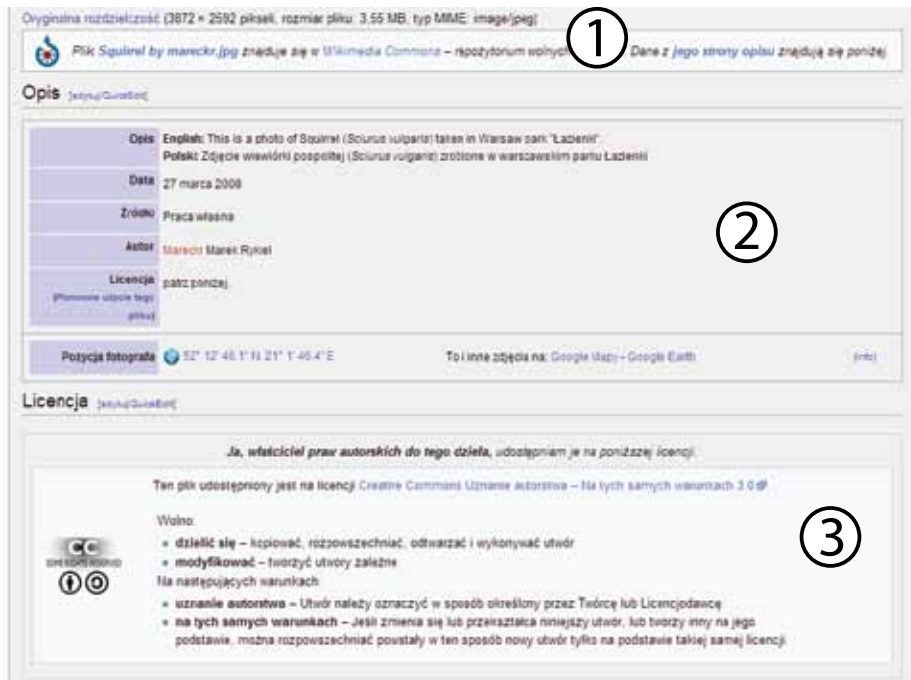 Oryginalna rozdzielczość (3872 × 2592 pikseli, rozmiar pliku: 3.55 MB, typ MIME: image/jpeg)
Plik Squirrel by mareckr.jpg znajduje się w Wikimedia Commons – repozytorium wolnych Dane z jego strony opisu znajdują się poniżej.
1
Opis [edytuj/QuickEdit]
Opis English: This is a photo of Squirrel (Sciurus vulgaris) taken in Warsaw park "Łazienki".
Polski: Zdjęcie wiewiórki pospolitej (Sciurus vulgaris) zrobione w warszawskim parku Łazienki
Data 27 marca 2008
Źródło Praca własna
2
Autor Marek
Licencja patrz poniżej.
(Ponowne użycie tego
pliku)
Pozycja fotografa 52° 12′ 46.1″ N, 21° 1′ 46.4″ E To i inne zdjęcia na: Google Mapy - Google Earth (info)
Licencja [edytuj/QuickEdit]
Ja, właściciel praw autorskich do tego dzieła, udostępniam je na poniższej licencji.
Ten plik udostępniony jest na licencji Creative Commons Uznanie autorstwa – Na tych samych warunkach 3.0
Wolno:
3
dzielić się – kopiować, rozpowszechniać, odtwarzać i wykonywać utwór
cc
SOME RIGHTS RESERVED
modyfikować – tworzyć utwory zależne
Na następujących warunkach:
uznanie autorstwa – Utwór należy oznaczyć w sposób określony przez Twórcę lub Licencjodawcę.
na tych samych warunkach – Jeśli zmienia się lub przekształca niniejszy utwór, lub tworzy inny na jego
podstawie, można rozpowszechniać powstały w ten sposób nowy utwór tylko na podstawie takiej samej licencji.